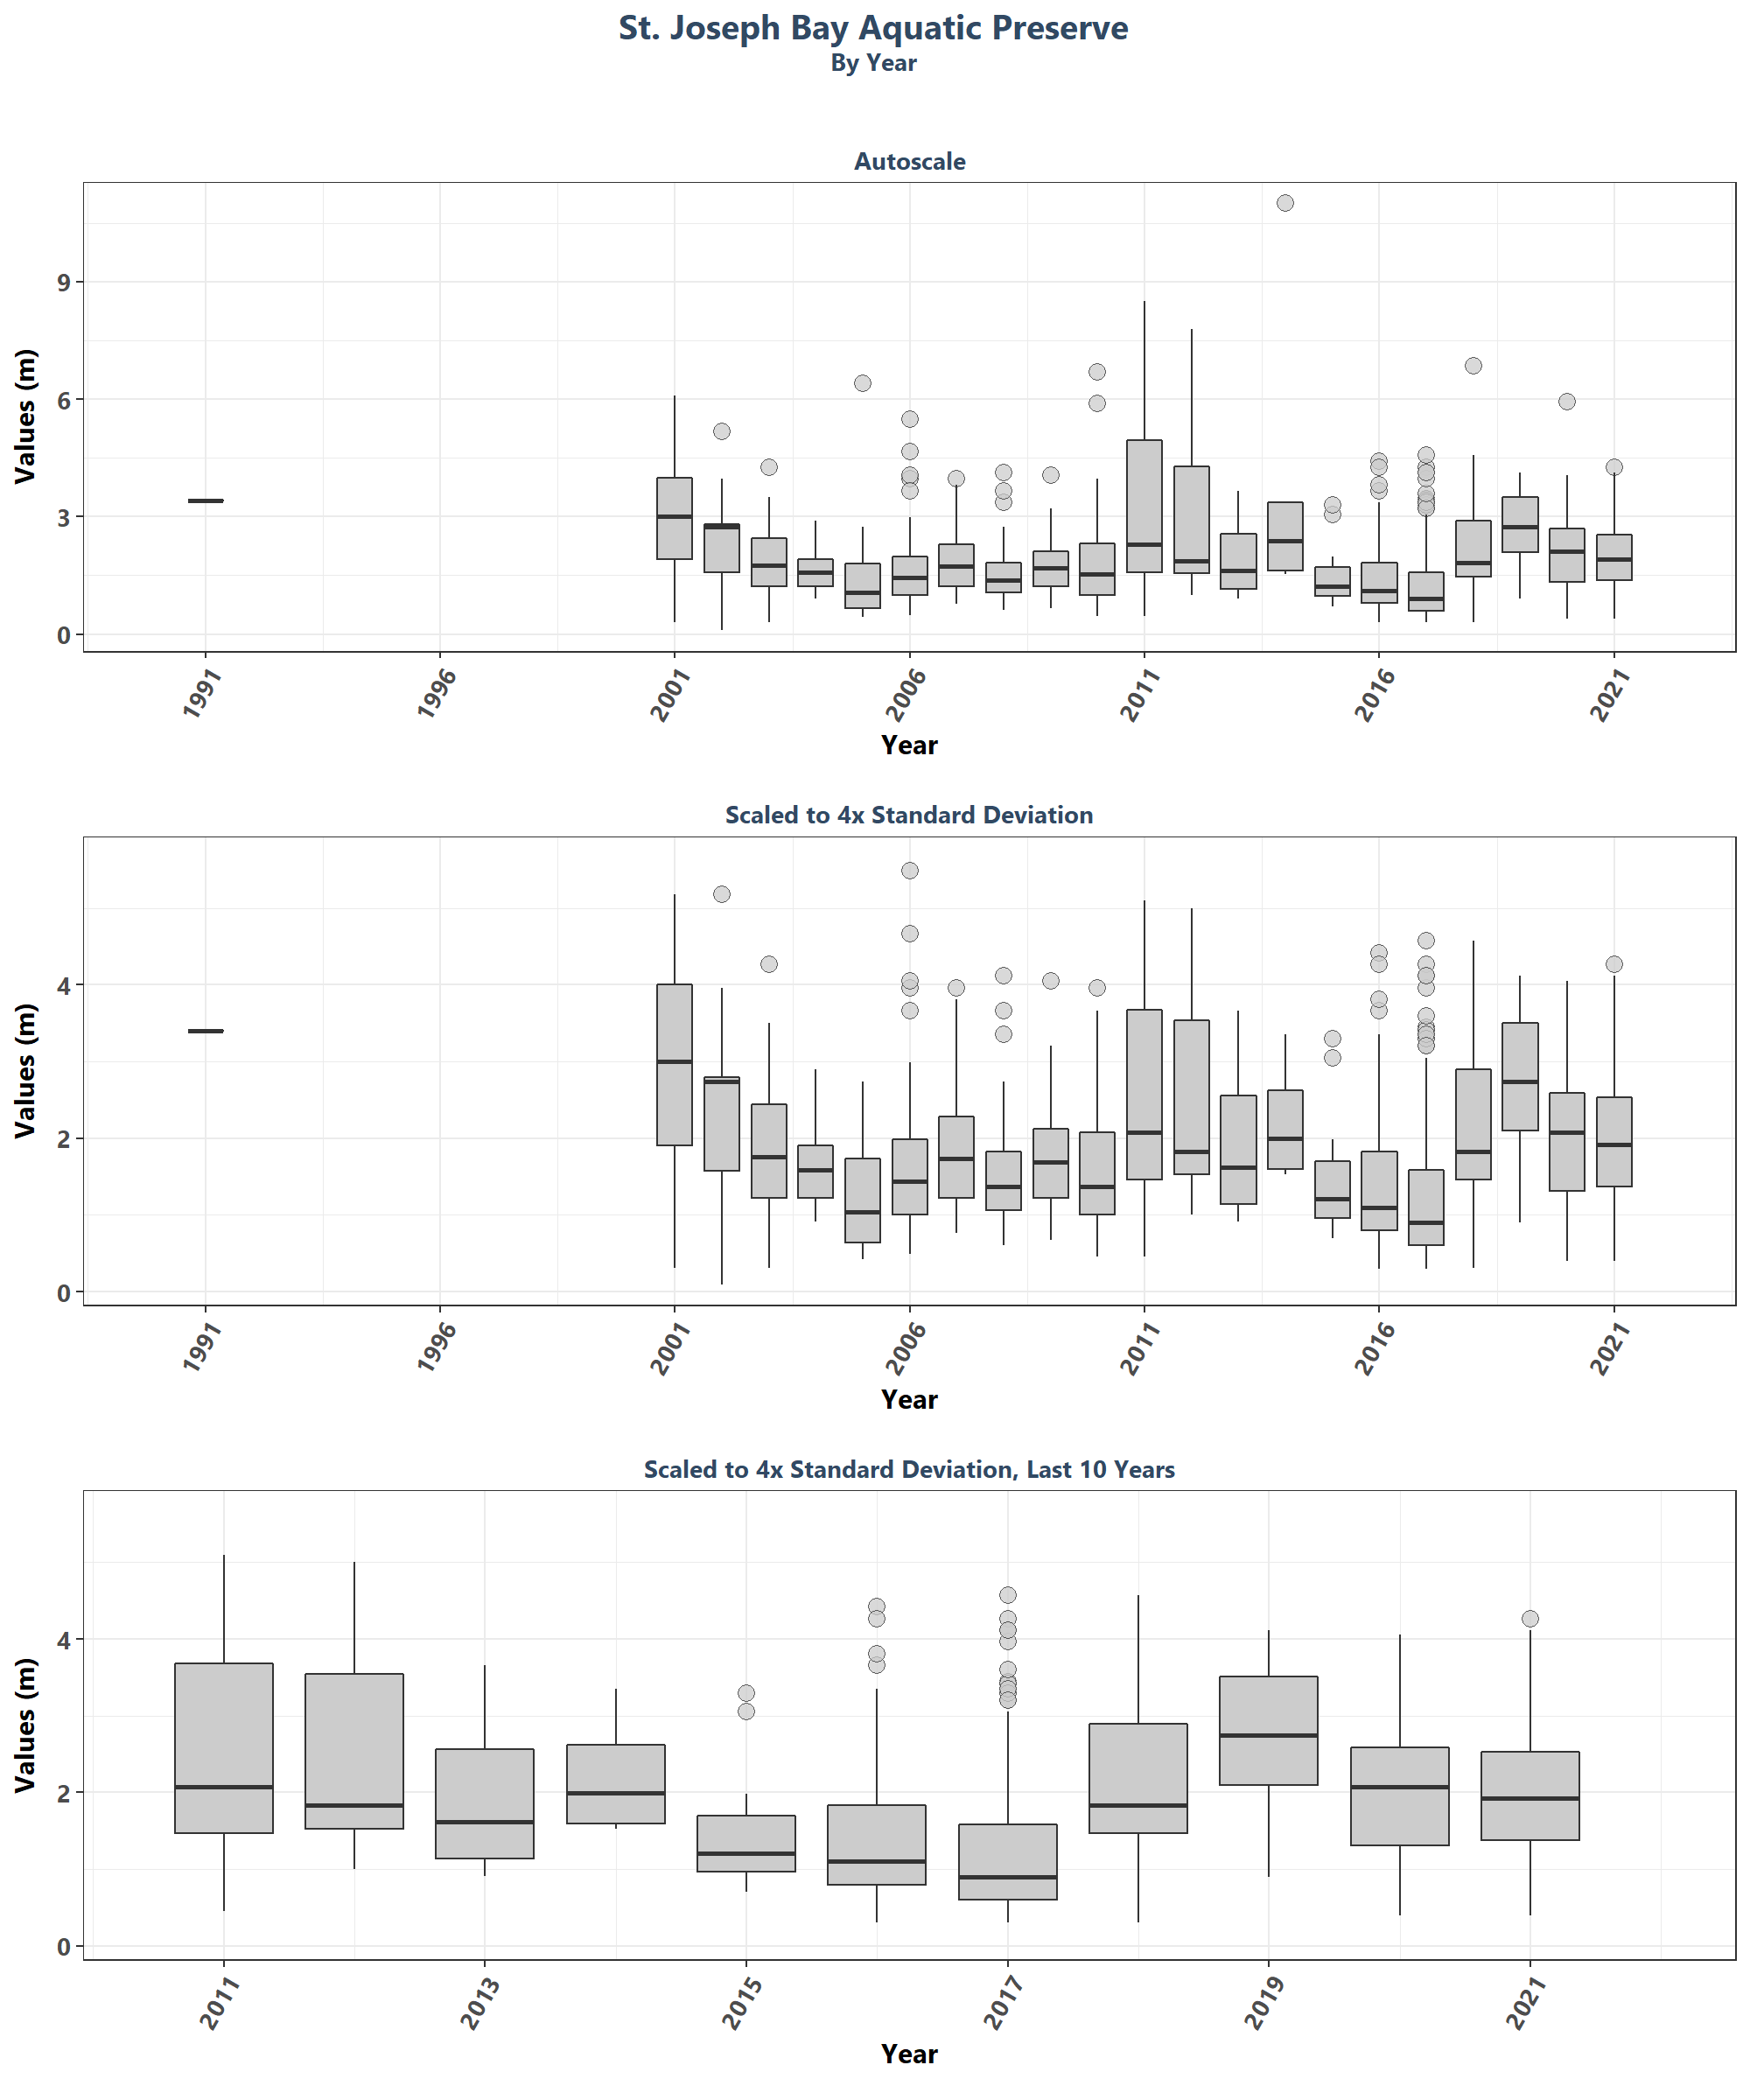 St. Joseph Bay Aquatic Preserve
By Year
Autoscale
Values (m)
9
6
3
0
1991 1996 2001 2006 2011 2016 2021
Year
Scaled to 4x Standard Deviation
Values (m)
4
2
0
1991 1996 2001 2006 2011 2016 2021
Year
Scaled to 4x Standard Deviation, Last 10 Years
Values (m)
4
2
0
2011 2013 2015 2017 2019 2021
Year